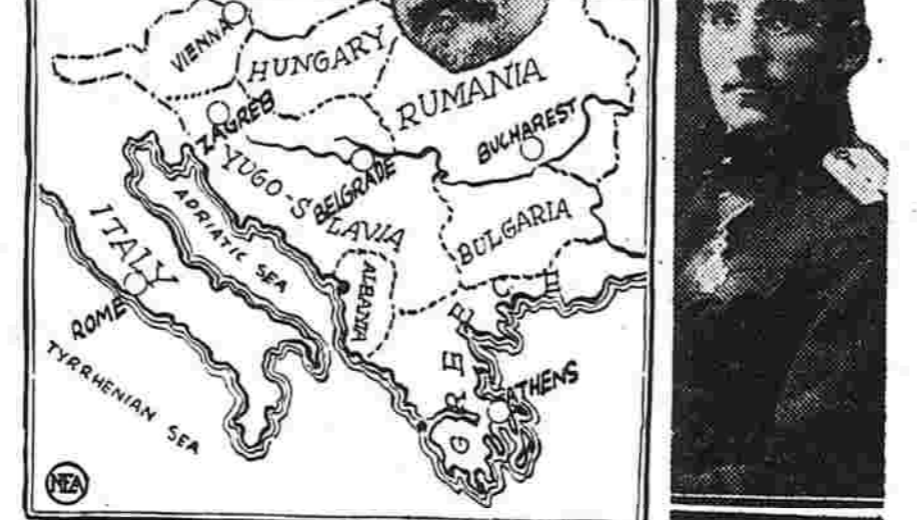 VIENNA
HUNGARY
RUMANIA
ZAGREB
BUCHAREST
YUGO-SLAVIA
BELGRADE
ITALY
ADRIATIC SEA
BULGARIA
ALBANIA
ROME
GREECE
TYRRHENIAN SEA
ATHENS
NEA